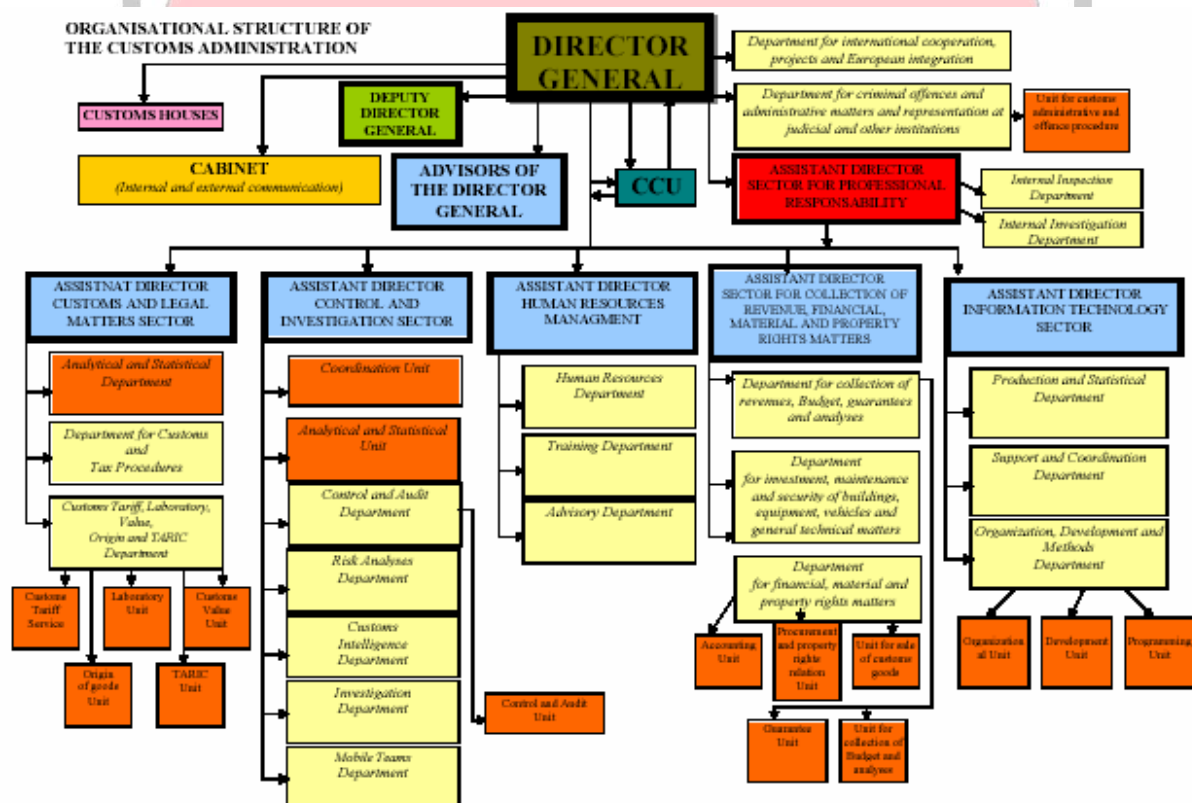 ORGANISATIONAL STRUCTURE OF
THE CUSTOMS ADMINISTRATION
DIRECTOR
GENERAL
Department for international cooperation,
projects and European integration
CUSTOMS HOUSES
DEPUTY
DIRECTOR
GENERAL
Department for criminal offences and
administrative matters and representation at
judicial and other institutions
Unit for customs
administrative and
offence procedure
CABINET
(Internal and external communication)
ADVISORS OF
THE DIRECTOR
GENERAL
CCU
ASSISTANT DIRECTOR
SECTOR FOR PROFESSIONAL
RESPONSABILITY
Internal Inspection
Department
Internal Investigation
Department
ASSISTNAT DIRECTOR
CUSTOMS AND LEGAL
MATTERS SECTOR
ASSISTANT DIRECTOR
CONTROL AND
INVESTIGATION SECTOR
ASSISTANT DIRECTOR
HUMAN RESOURCES
MANAGMENT
ASSISTANT DIRECTOR
SECTOR FOR COLLECTION OF
REVENUE, FINANCIAL,
MATERIAL AND PROPERTY
RIGHTS MATTERS
ASSISTANT DIRECTOR
INFORMATION TECHNOLOGY
SECTOR
Analytical and Statistical
Department
Department for Customs
and
Tax Procedures
Customs Tariff, Laboratory,
Value,
Origin and TARIC
Department
Customs
Tariff
Service
Laboratory
Unit
Customs
Value
Unit
Origin
of goods
Unit
TARIC
Unit
Coordination Unit
Analytical and Statistical
Unit
Control and Audit
Department
Risk Analyses
Department
Customs
Intelligence
Department
Investigation
Department
Mobile Teams
Department
Control and Audit
Unit
Human Resources
Department
Training Department
Advisory Department
Department for collection of
revenues, Budget, guarantees
and analyses
Department
for investment, maintenance
and security of buildings,
equipment, vehicles and
general technical matters
Department
for financial, material and
property rights matters
Accounting
Unit
Procurement
and property
rights
relation Unit
Unit for sale
of customs
goods
Guarantee
Unit
Unit for
collection of
Budget and
analyses
Production and Statistical
Department
Support and Coordination
Department
Organization, Development and
Methods
Department
Organization
al Unit
Development
Unit
Programming
Unit